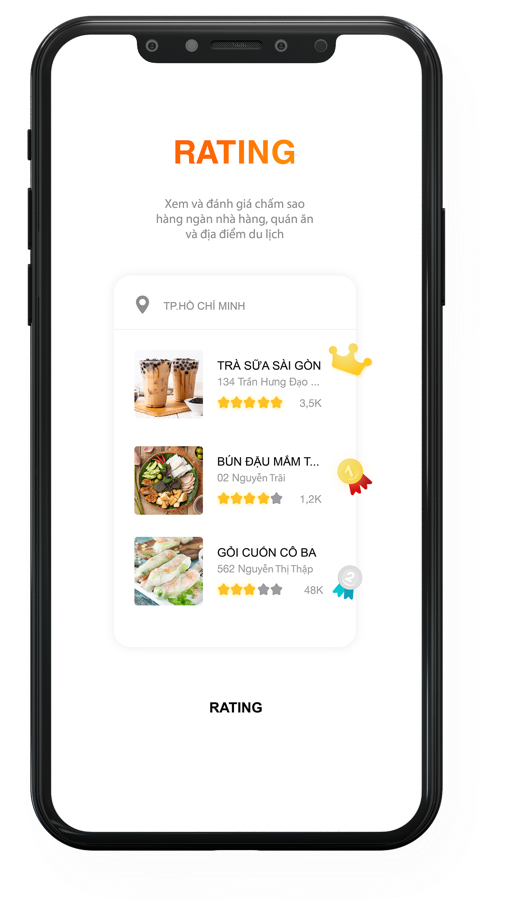 RATING
Xem và đánh giá chấm sao
hàng ngàn nhà hàng, quán ăn
và địa điểm du lịch
TP.HỒ CHÍ MINH
TRÀ SỮA SÀI GÒN
134 Trần Hưng Đạo ...
3,5K
BÚN ĐẬU MẮM T...
02 Nguyễn Trãi
1,2K
1
GỎI CUỐN CÔ BA
562 Nguyễn Thị Thập
48K
2
RATING